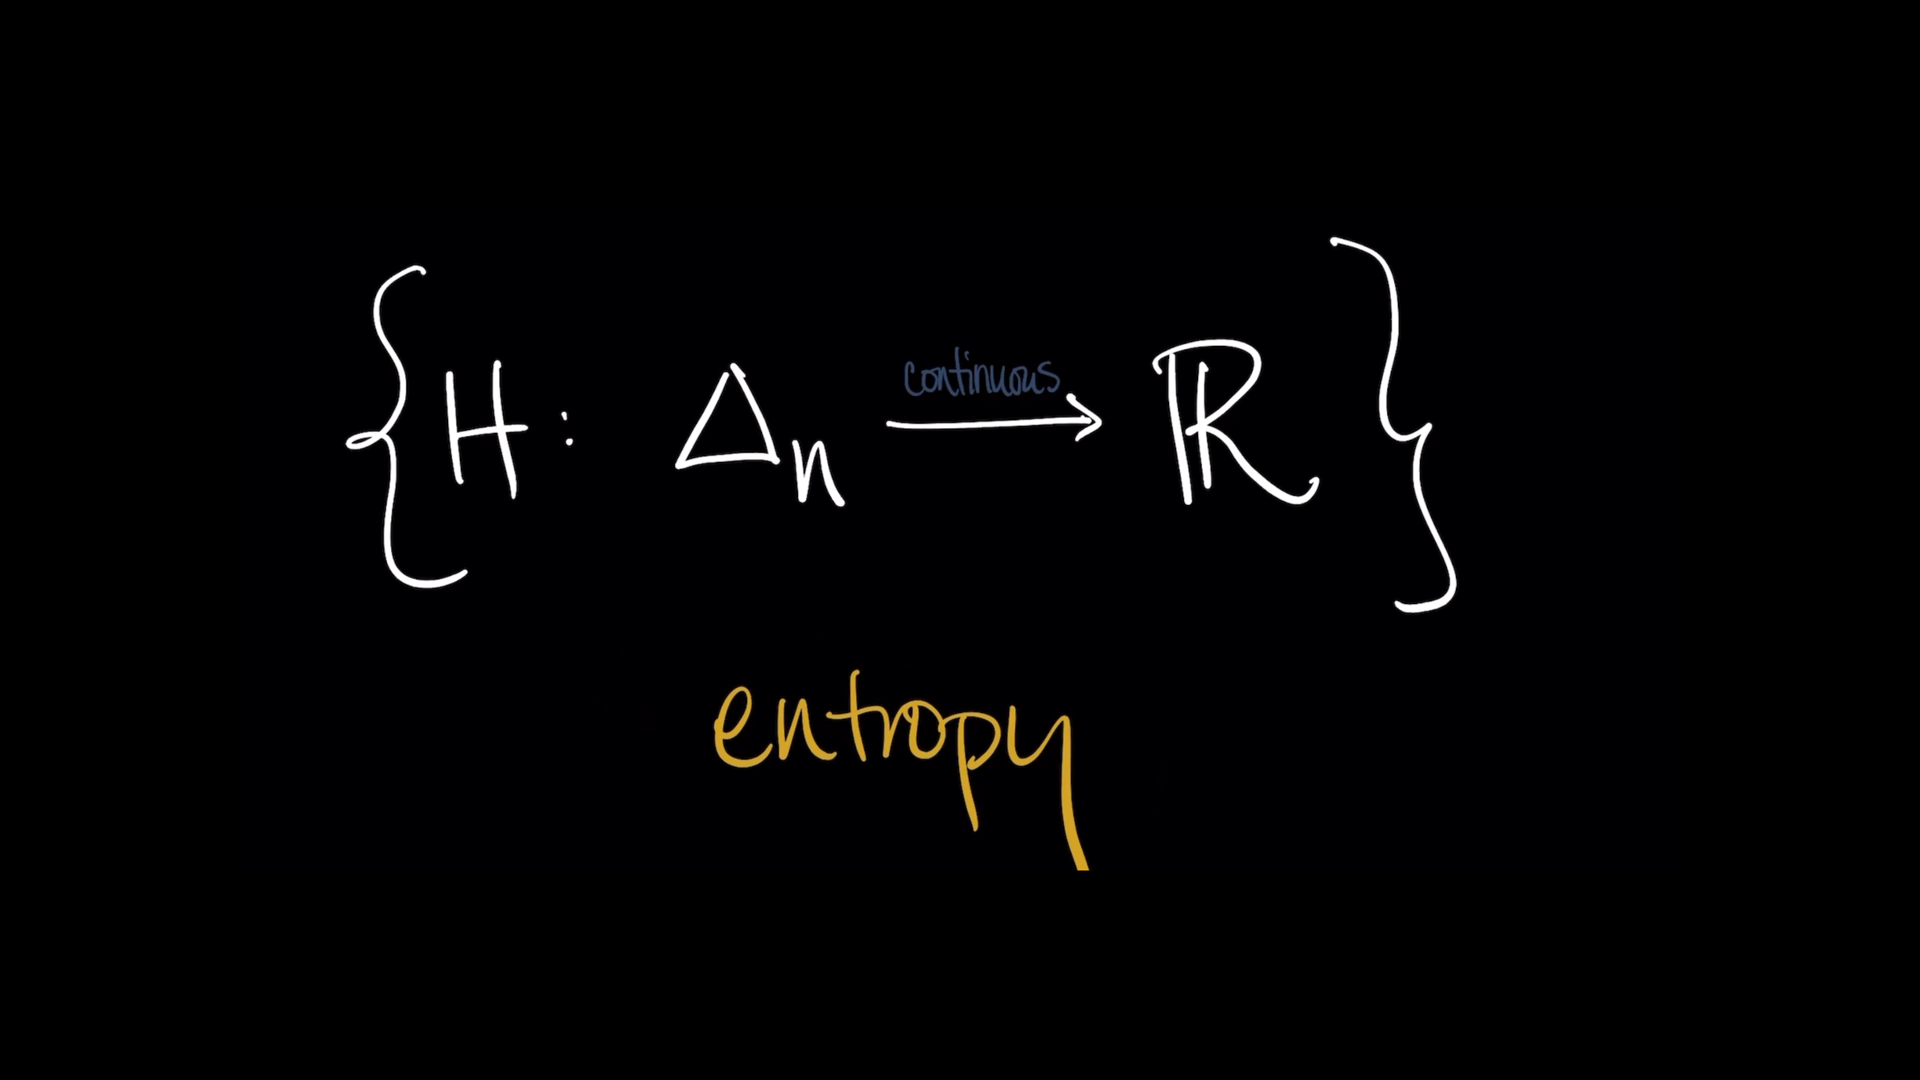 {H: Δₙ continuous → ℝ}
entropy